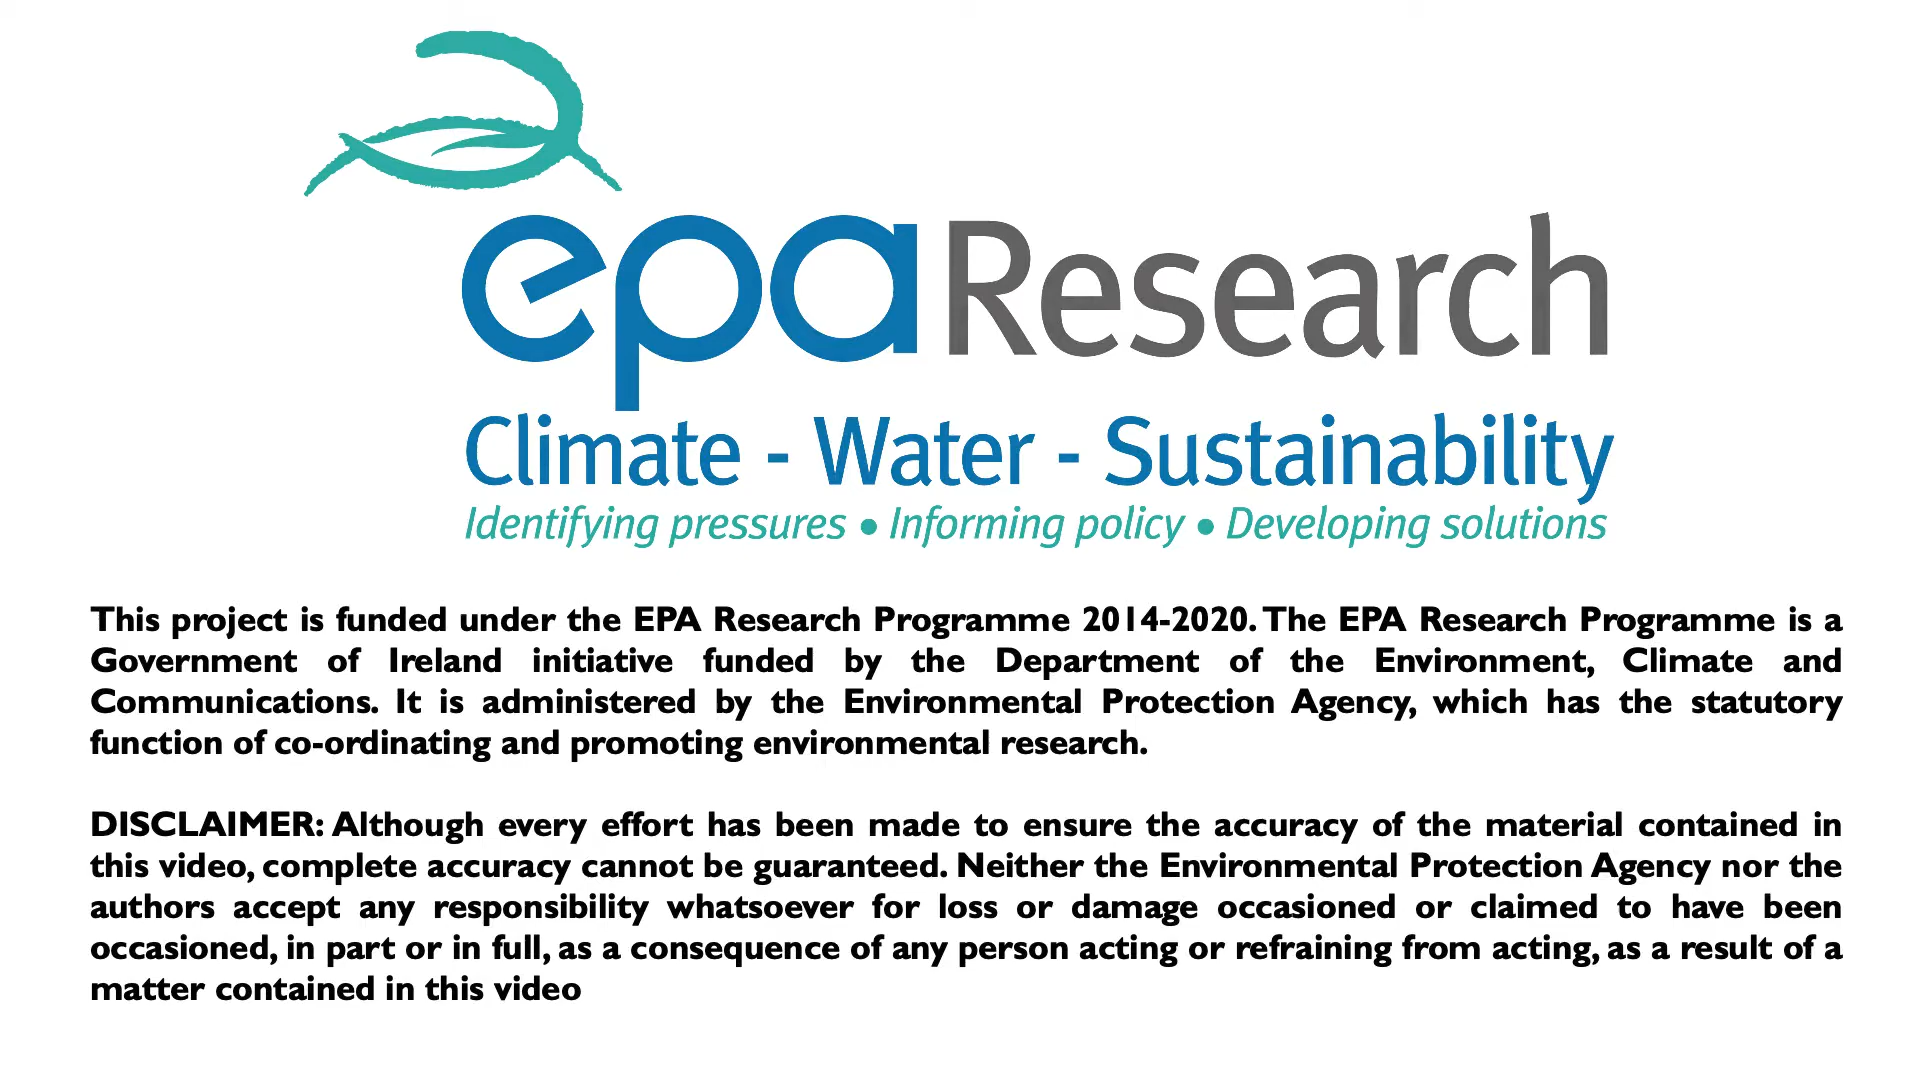 epa Research
Climate - Water - Sustainability
Identifying pressures • Informing policy • Developing solutions
This project is funded under the EPA Research Programme 2014-2020. The EPA Research Programme is a
Government of Ireland initiative funded by the Department of the Environment, Climate and
Communications. It is administered by the Environmental Protection Agency, which has the statutory
function of co-ordinating and promoting environmental research.
DISCLAIMER: Although every effort has been made to ensure the accuracy of the material contained in
this video, complete accuracy cannot be guaranteed. Neither the Environmental Protection Agency nor the
authors accept any responsibility whatsoever for loss or damage occasioned or claimed to have been
occasioned, in part or in full, as a consequence of any person acting or refraining from acting, as a result of a
matter contained in this video